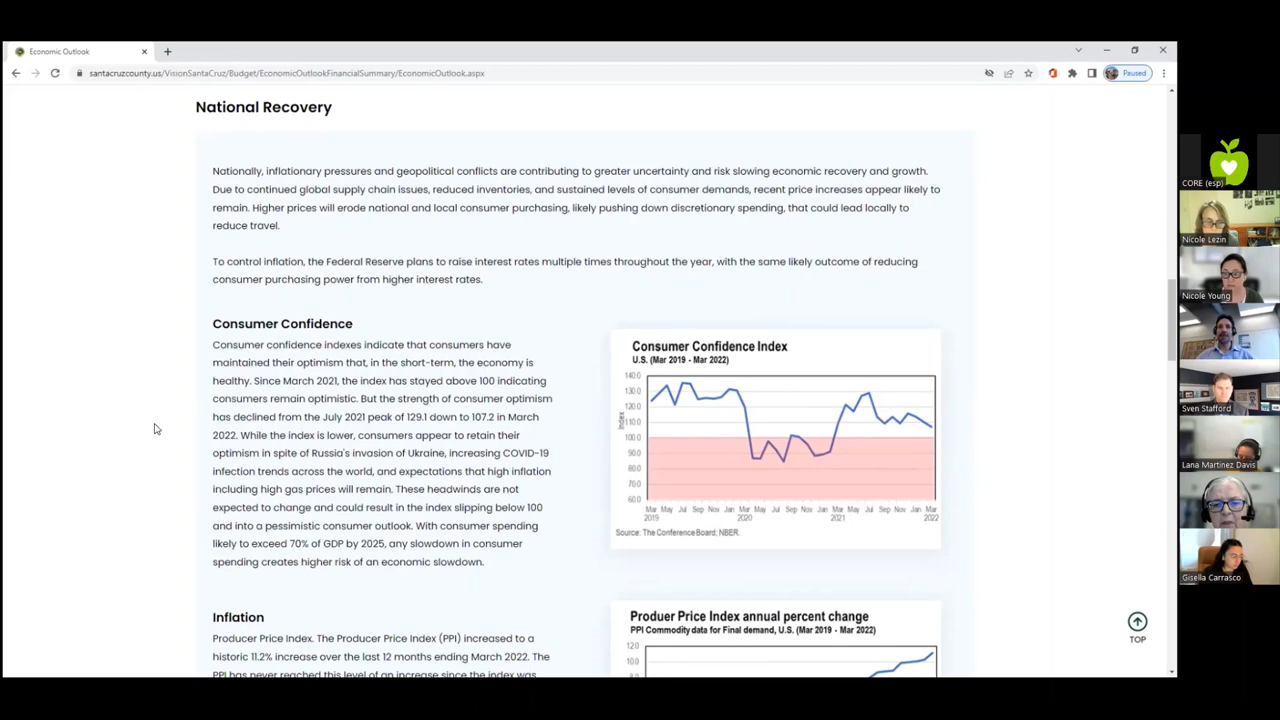 Economic Outlook
santacruzcounty.us/VisionSantaCruz/Budget/EconomicOutlookFinancialSummary/EconomicOutlook.aspx
Paused
National Recovery
Nationally, inflationary pressures and geopolitical conflicts are contributing to greater uncertainty and risk slowing economic recovery and growth.
Due to continued global supply chain issues, reduced inventories, and sustained levels of consumer demands, recent price increases appear likely to
remain. Higher prices will erode national and local consumer purchasing, likely pushing down discretionary spending, that could lead locally to
reduce travel.
To control inflation, the Federal Reserve plans to raise interest rates multiple times throughout the year, with the same likely outcome of reducing
consumer purchasing power from higher interest rates.
Consumer Confidence
Consumer confidence indexes indicate that consumers have
maintained their optimism that, in the short-term, the economy is
healthy. Since March 2021, the index has stayed above 100 indicating
consumers remain optimistic. But the strength of consumer optimism
has declined from the July 2021 peak of 129.1 down to 107.2 in March
2022. While the index is lower, consumers appear to retain their
optimism in spite of Russia's invasion of Ukraine, increasing COVID-19
infection trends across the world, and expectations that high inflation
including high gas prices will remain. These headwinds are not
expected to change and could result in the index slipping below 100
and into a pessimistic consumer outlook. With consumer spending
likely to exceed 70% of GDP by 2025, any slowdown in consumer
spending creates higher risk of an economic slowdown.
Consumer Confidence Index
U.S. (Mar 2019 - Mar 2022)
140.0
130.0
120.0
110.0
100.0
90.0
80.0
70.0
60.0
Index
Mar May Jul Sep Nov Jan Mar May Jul Sep Nov Jan Mar May Jul Sep Nov Jan Mar
2019 2020 2021 2022
Source: The Conference Board; NBER.
Inflation
Producer Price Index. The Producer Price Index (PPI) increased to a
historic 11.2% increase over the last 12 months ending March 2022. The
PPI has never reached this level of an increase since the index was
Produer Price Index annual percent change
PPI Commodity data for Final demand, U.S. (Mar 2019 - Mar 2022)
12.0
10.0
TOP
CORE (esp)
Nicole Lezin
Nicole Young
Sven Stafford
Lana Martinez Davis
Gisella Carrasco